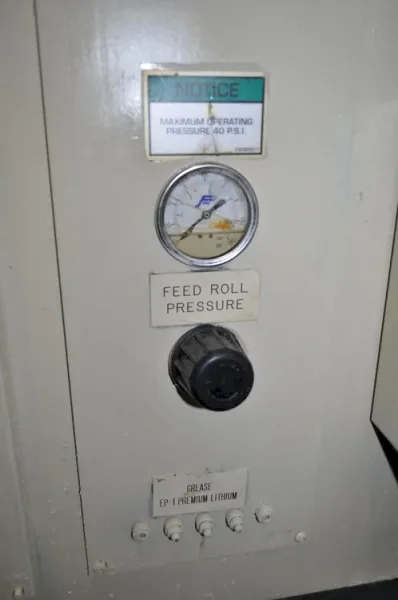 NOTICE
MAXIMUM OPERATING
PRESSURE 40 P.S.I.
FEED ROLL
PRESSURE
GREASE
EP-1 PREMIUM LITHIUM